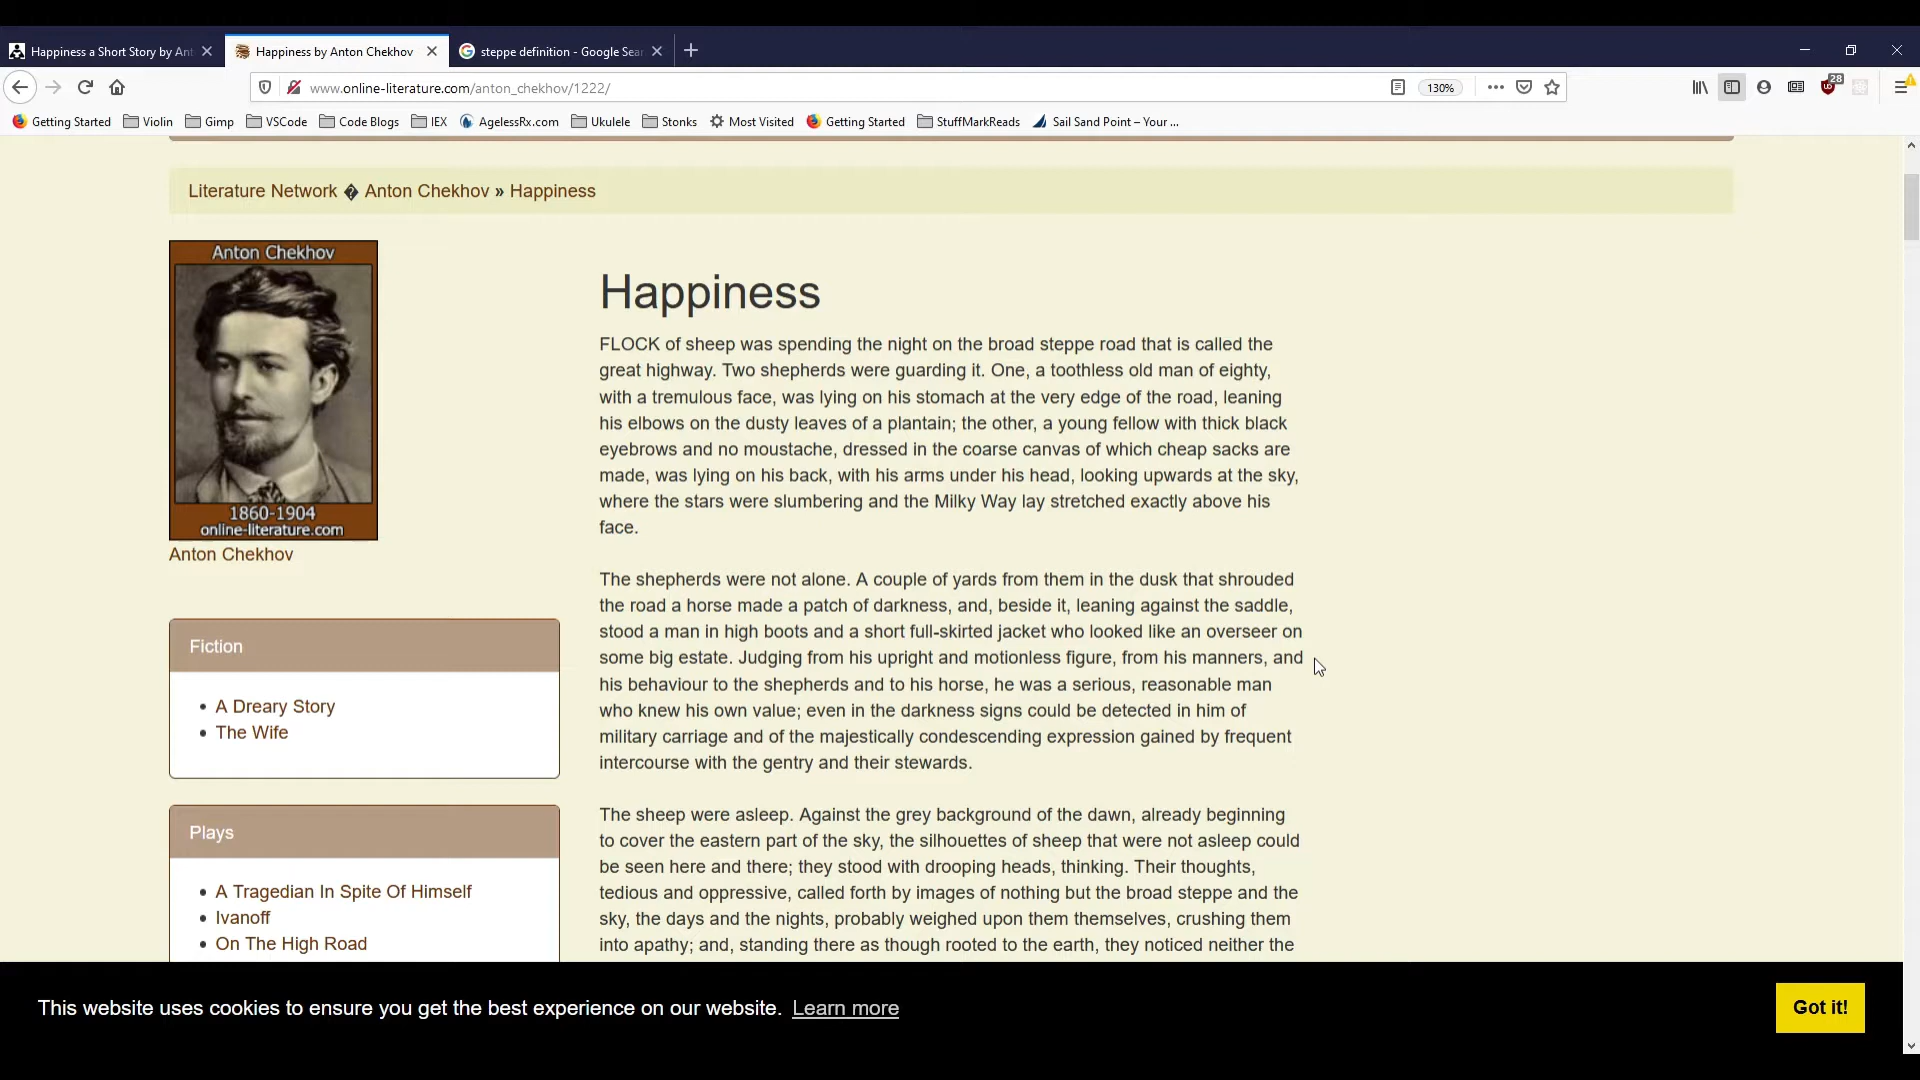 Happiness a Short Story by Ant
Happiness by Anton Chekhov
steppe definition - Google Sear
www.online-literature.com/anton_chekhov/1222/
130%
28
Getting Started
Violin
Gimp
VSCode
Code Blogs
IEX
AgelessRx.com
Ukulele
Stonks
Most Visited
Getting Started
StuffMarkReads
Sail Sand Point – Your ...
Literature Network � Anton Chekhov » Happiness
Anton Chekhov
1860-1904
online-literature.com
Anton Chekhov
Fiction
• A Dreary Story
• The Wife
Plays
• A Tragedian In Spite Of Himself
• Ivanoff
• On The High Road
Happiness
FLOCK of sheep was spending the night on the broad steppe road that is called the
great highway. Two shepherds were guarding it. One, a toothless old man of eighty,
with a tremulous face, was lying on his stomach at the very edge of the road, leaning
his elbows on the dusty leaves of a plantain; the other, a young fellow with thick black
eyebrows and no moustache, dressed in the coarse canvas of which cheap sacks are
made, was lying on his back, with his arms under his head, looking upwards at the sky,
where the stars were slumbering and the Milky Way lay stretched exactly above his
face.
The shepherds were not alone. A couple of yards from them in the dusk that shrouded
the road a horse made a patch of darkness, and, beside it, leaning against the saddle,
stood a man in high boots and a short full-skirted jacket who looked like an overseer on
some big estate. Judging from his upright and motionless figure, from his manners, and
his behaviour to the shepherds and to his horse, he was a serious, reasonable man
who knew his own value; even in the darkness signs could be detected in him of
military carriage and of the majestically condescending expression gained by frequent
intercourse with the gentry and their stewards.
The sheep were asleep. Against the grey background of the dawn, already beginning
to cover the eastern part of the sky, the silhouettes of sheep that were not asleep could
be seen here and there; they stood with drooping heads, thinking. Their thoughts,
tedious and oppressive, called forth by images of nothing but the broad steppe and the
sky, the days and the nights, probably weighed upon them themselves, crushing them
into apathy; and, standing there as though rooted to the earth, they noticed neither the
This website uses cookies to ensure you get the best experience on our website. Learn more
Got it!